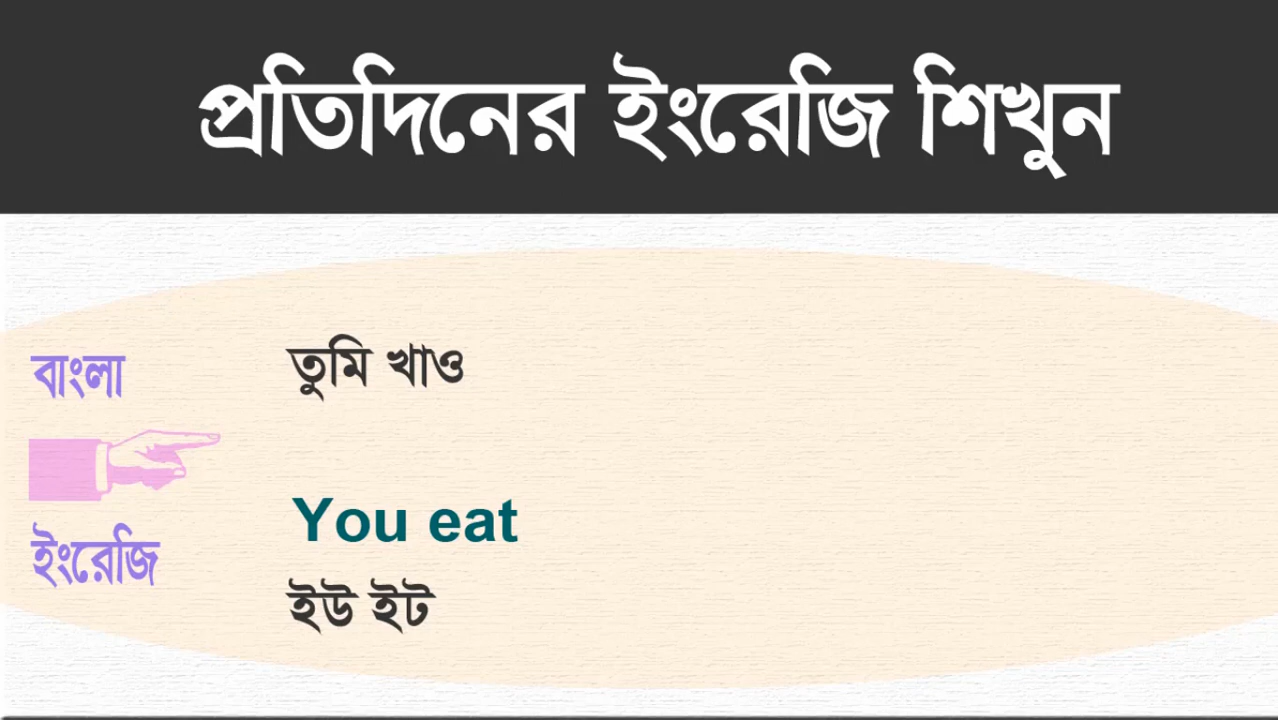 প্রতিদিনের ইংরেজি শিখুন
বাংলা
তুমি খাও
ইংরেজি
You eat
ইউ ইট